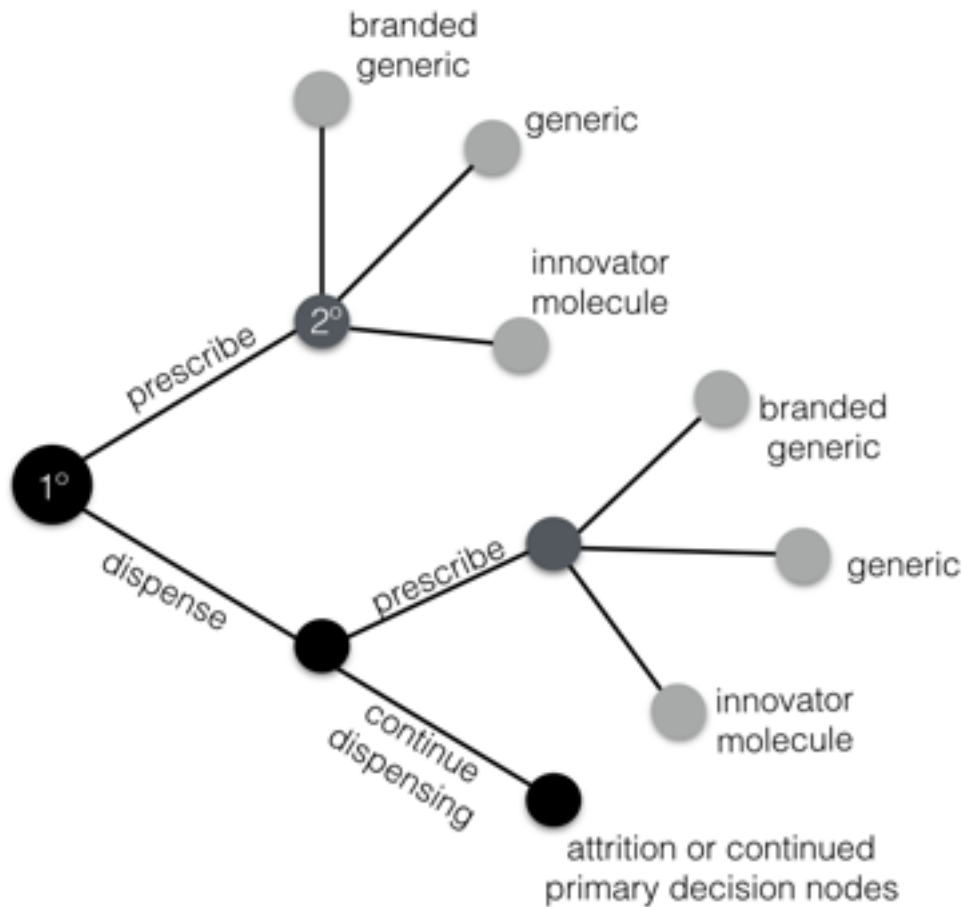 branded
generic
generic
innovator
molecule
2°
prescribe
1°
dispense
branded
generic
prescribe
generic
innovator
molecule
continue
dispensing
attrition or continued
primary decision nodes